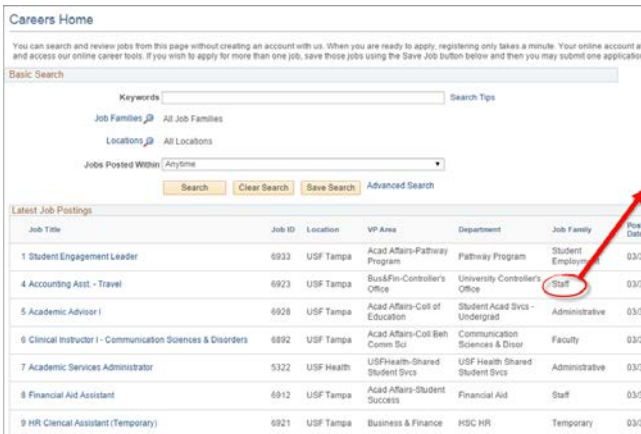 Careers Home
You can search and review jobs from this page without creating an account with us. When you are ready to apply, registering only takes a minute. Your online account
and access our online career tools. If you wish to apply for more than one job, save those jobs using the Save Job button below and then you may submit one application
Basic Search
Keywords Search Tips
Job Families All Job Families
Locations All Locations
Jobs Posted Within Anytime
Search Clear Search Save Search Advanced Search
Latest Job Postings
Job Title Job ID Location VP Area Department Job Family
1 Student Engagement Leader 6933 USF Tampa Acad Affairs-Pathway Program Pathway Program Student Employment 03/
4 Accounting Asst. - Travel 6923 USF Tampa Bus&Fin-Controller's Office University Controller's Office Staff 03/
5 Academic Advisor I 6928 USF Tampa Acad Affairs-Coll of Education Student Acad Svcs - Undergrad Administrative 03/
6 Clinical Instructor I - Communication Sciences & Disorders 6892 USF Tampa Acad Affairs-Coll Beh Comm Sci Communication Sciences & Disor Faculty 03/
7 Academic Services Administrator 5322 USF Health USFHealth-Shared Student Svcs USF Health Shared Student Svcs Administrative 03/
8 Financial Aid Assistant 6912 USF Tampa Acad Affairs-Student Success Financial Aid Staff 03/
9 HR Clerical Assistant (Temporary) 6921 USF Tampa Business & Finance HSC HR Temporary 03/